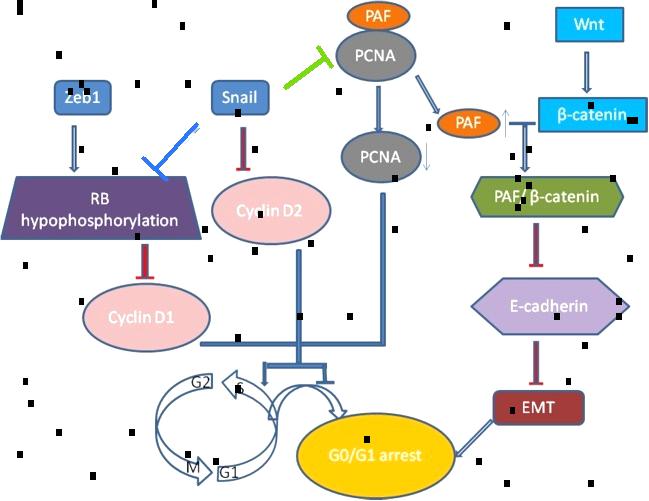 PAF
Wnt
PCNA
Zeb1
Snail
PAF
β-catenin
PCNA
RB
hypophosphorylation
Cyclin D2
PAF/ β-catenin
Cyclin D1
E-cadherin
G2
S
EMT
G0/G1 arrest
M
G1